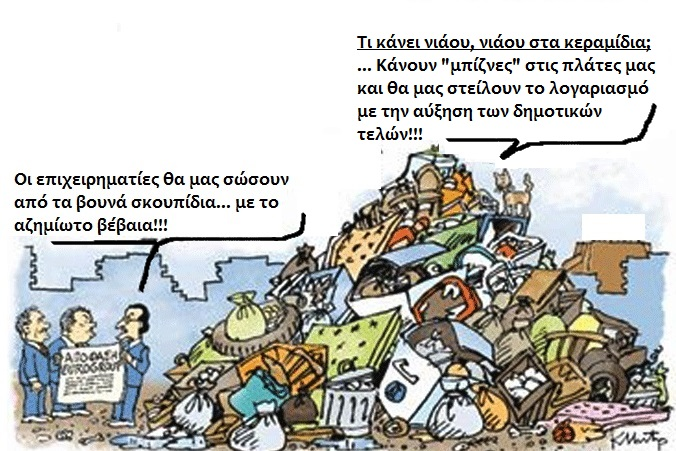 Τι κάνει νιάου, νιάου στα κεραμίδια;
... Κάνουν "μπίζνες" στις πλάτες μας
και θα μας στείλουν το λογαριασμό
με την αύξηση των δημοτικών
τελών!!!
Οι επιχειρηματίες θα μας σώσουν
από τα βουνά σκουπίδια... με το
αζημίωτο βέβαια!!!
ΑΠΟΦΑΣΗ
EUROGROUP